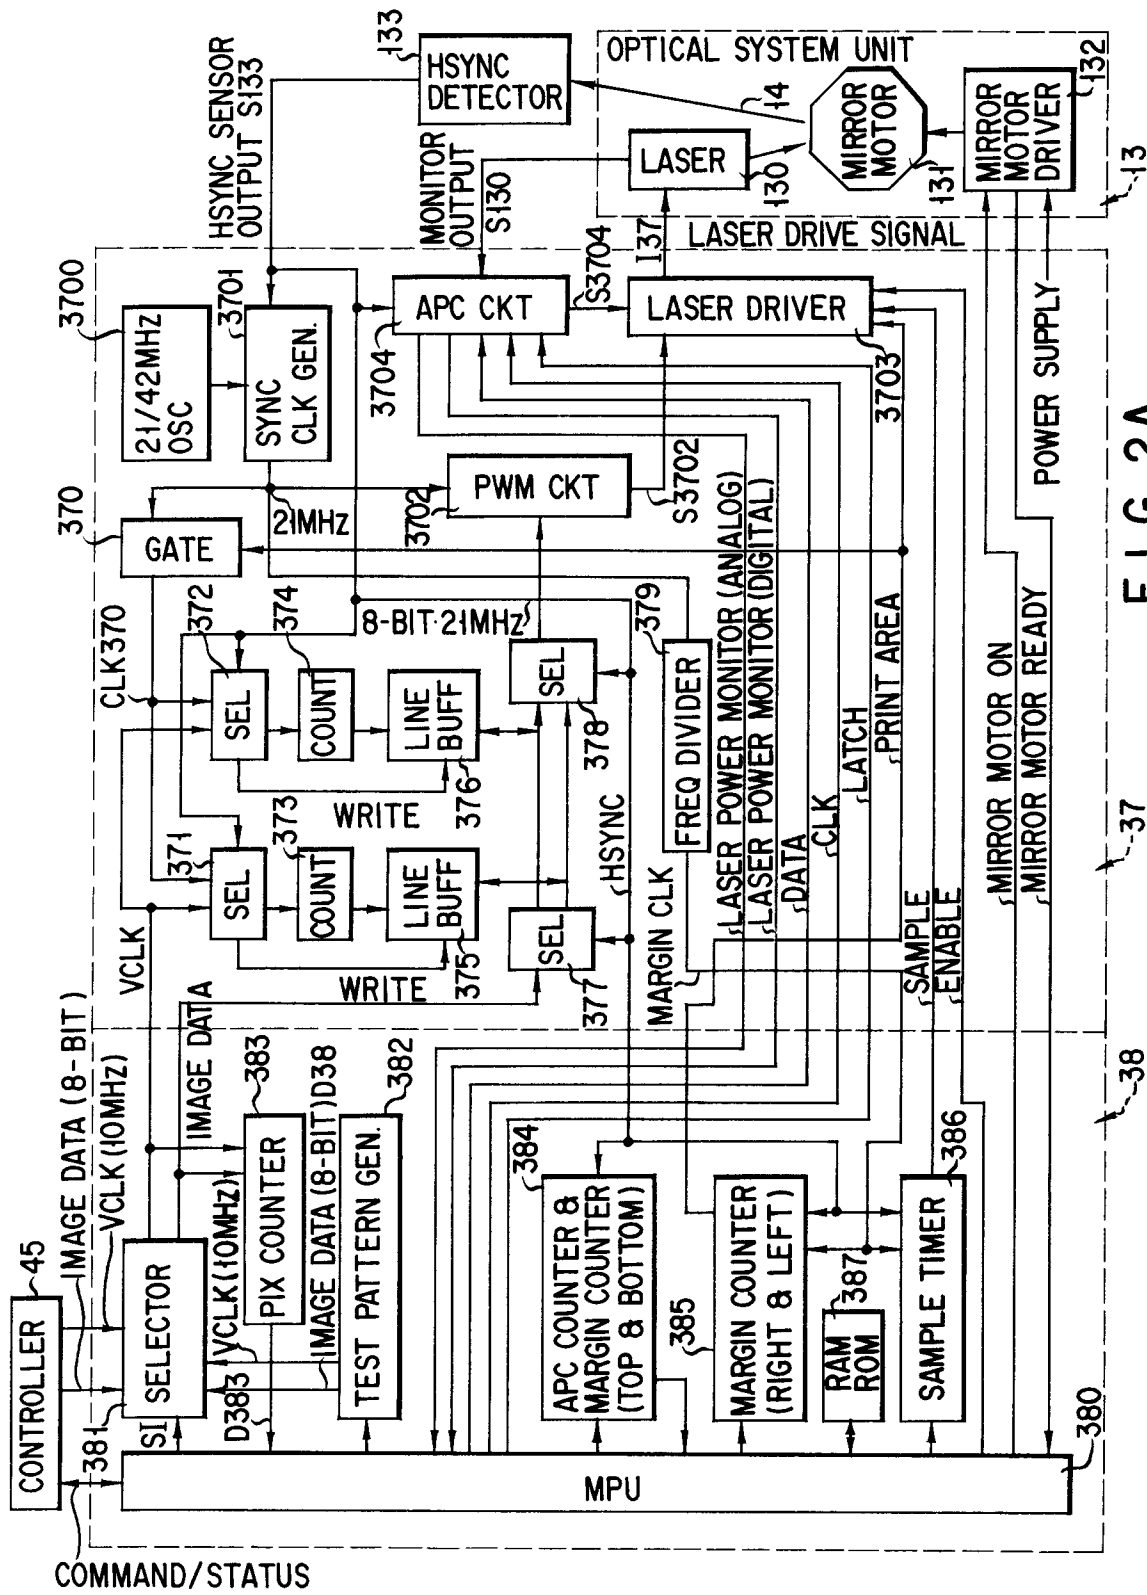 COMMAND/STATUS
CONTROLLER
45
IMAGE DATA (8-BIT)
VCLK (10MHz)
381
SELECTOR
SI
VCLK
IMAGE DATA
383
PIX COUNTER
D383
VCLK (10MHz)
IMAGE DATA (8-BIT) D38
382
TEST PATTERN GEN.
384
APC COUNTER &
MARGIN COUNTER
(TOP & BOTTOM)
385
MARGIN COUNTER
(RIGHT & LEFT)
387
RAM
ROM
386
SAMPLE TIMER
MPU
380
38
CLK370
370
GATE
371
SEL
372
SEL
373
COUNT
374
COUNT
LINE
BUFF
375
LINE
BUFF
376
WRITE
WRITE
SEL
377
SEL
378
8-BIT·21MHz
HSYNC
MARGIN CLK
379
FREQ DIVIDER
21MHz
3700
21/42MHz
OSC
3701
SYNC
CLK GEN.
3702
PWM CKT
S3702
3704
APC CKT
S3704
LASER DRIVER
3703
LASER POWER MONITOR (ANALOG)
LASER POWER MONITOR (DIGITAL)
DATA
CLK
LATCH
PRINT AREA
SAMPLE
ENABLE
MIRROR MOTOR ON
MIRROR MOTOR READY
POWER SUPPLY
37
HSYNC SENSOR
OUTPUT S133
MONITOR
OUTPUT
S130
I37
LASER DRIVE SIGNAL
133
HSYNC
DETECTOR
OPTICAL SYSTEM UNIT
14
LASER
130
MIRROR
MOTOR
131
132
MIRROR
MOTOR
DRIVER
13